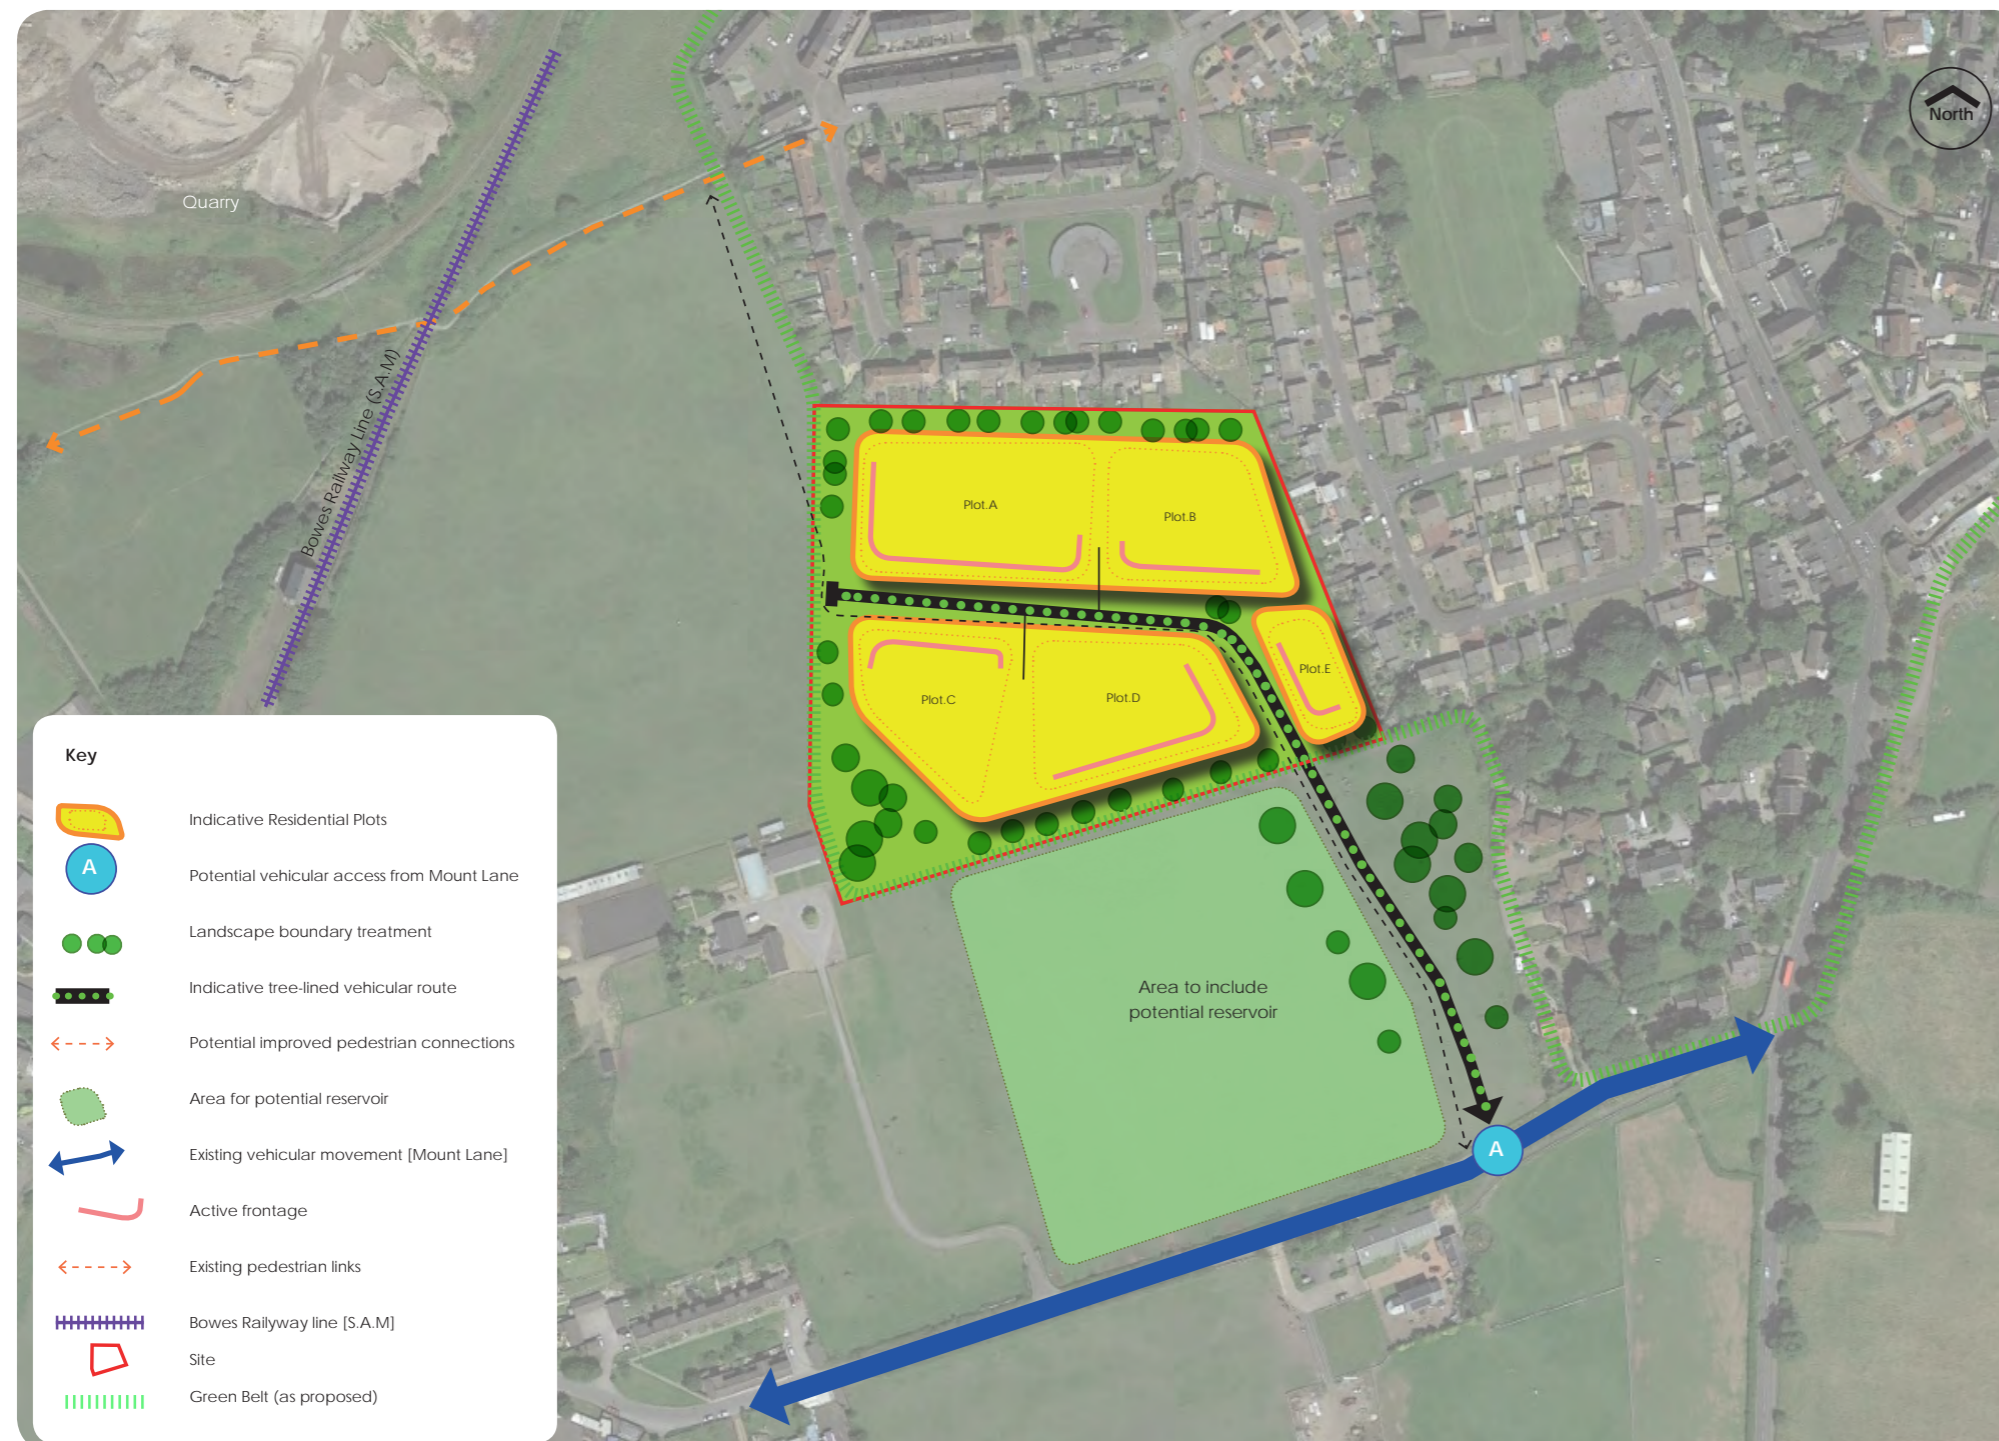 North
Quarry
Bowes Railway Line (S.A.M)
Plot.A
Plot.B
Plot.E
Plot.C
Plot.D
Area to include
potential reservoir
A
Key
Indicative Residential Plots
A
Potential vehicular access from Mount Lane
Landscape boundary treatment
Indicative tree-lined vehicular route
Potential improved pedestrian connections
Area for potential reservoir
Existing vehicular movement [Mount Lane]
Active frontage
Existing pedestrian links
Bowes Railyway line [S.A.M]
Site
Green Belt (as proposed)